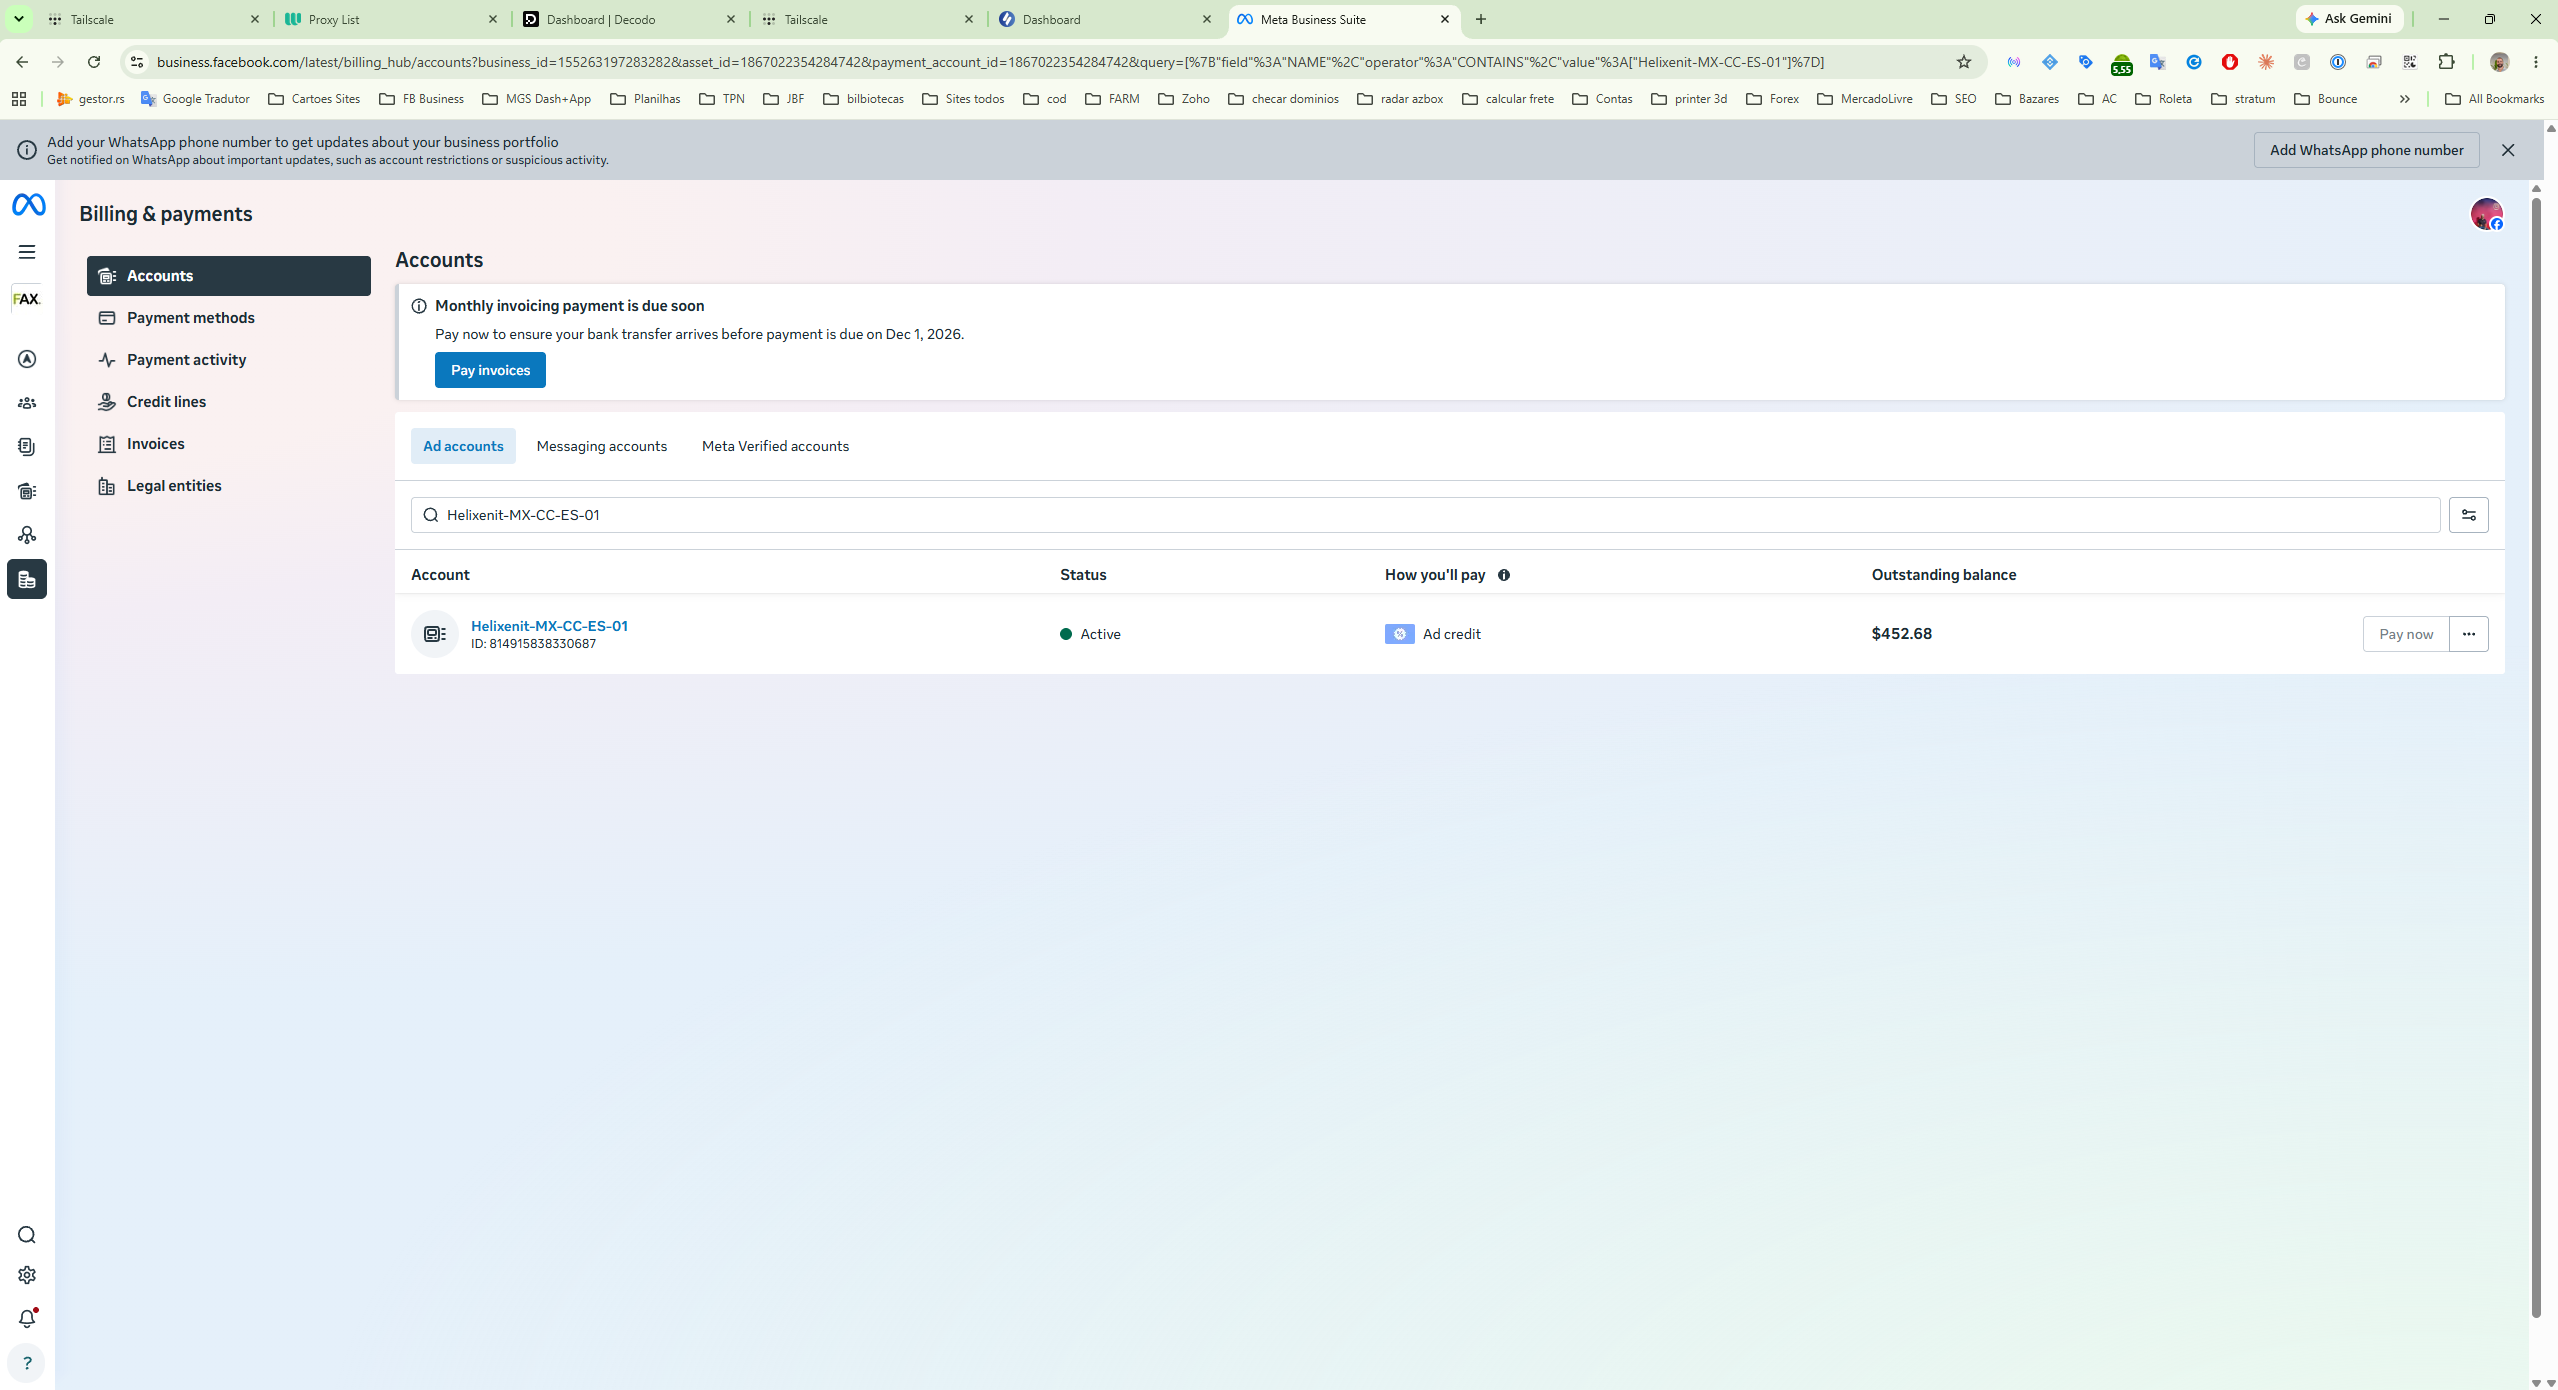 Tailscale
Proxy List
Dashboard | Decodo
Tailscale
Dashboard
Meta Business Suite
Ask Gemini
business.facebook.com/latest/billing_hub/accounts?business_id=155263197283282&asset_id=1867022354284742&payment_account_id=1867022354284742&query=[%7B"field"%3A"NAME"%2C"operator"%3A"CONTAINS"%2C"value"%3A["Helixenit-MX-CC-ES-01"]%7D]
5,55
gestor.rs
Google Tradutor
Cartoes Sites
FB Business
MGS Dash+App
Planilhas
TPN
JBF
bilbiotecas
Sites todos
cod
FARM
Zoho
checar dominios
radar azbox
calcular frete
Contas
printer 3d
Forex
MercadoLivre
SEO
Bazares
AC
Roleta
stratum
Bounce
All Bookmarks
Add your WhatsApp phone number to get updates about your business portfolio
Get notified on WhatsApp about important updates, such as account restrictions or suspicious activity.
Add WhatsApp phone number
Billing & payments
FAX.
Accounts
Payment methods
Payment activity
Credit lines
Invoices
Legal entities
Accounts
Monthly invoicing payment is due soon
Pay now to ensure your bank transfer arrives before payment is due on Dec 1, 2026.
Pay invoices
Ad accounts
Messaging accounts
Meta Verified accounts
Helixenit-MX-CC-ES-01
Account
Status
How you'll pay
Outstanding balance
Helixenit-MX-CC-ES-01
ID: 814915838330687
Active
Ad credit
$452.68
Pay now